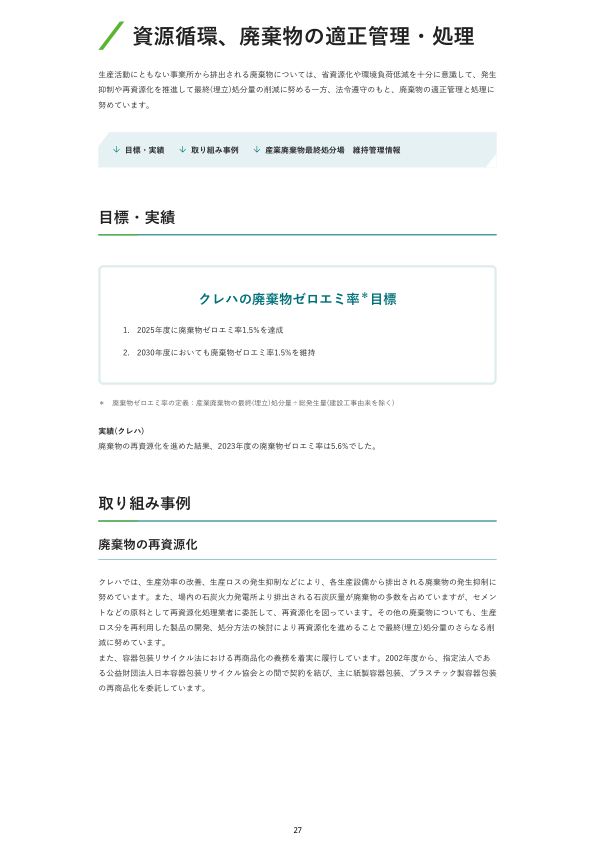 資源循環、廃棄物の適正管理・処理
生産活動にともない事業所から排出される廃棄物については、省資源化や環境負荷低減を十分に意識して、発生
抑制や再資源化を推進して最終(埋立)処分量の削減に努める一方、法令遵守のもと、廃棄物の適正管理と処理に
努めています。
↓ 目標・実績 ↓ 取り組み事例 ↓ 産業廃棄物最終処分場 維持管理情報
目標・実績
クレハの廃棄物ゼロエミ率＊目標
1. 2025年度に廃棄物ゼロエミ率1.5%を達成
2. 2030年度においても廃棄物ゼロエミ率1.5%を維持
＊ 廃棄物ゼロエミ率の定義：産業廃棄物の最終(埋立)処分量÷総発生量(建設工事由来を除く)
実績(クレハ)
廃棄物の再資源化を進めた結果、2023年度の廃棄物ゼロエミ率は5.6%でした。
取り組み事例
廃棄物の再資源化
クレハでは、生産効率の改善、生産ロスの発生抑制などにより、各生産設備から排出される廃棄物の発生抑制に
努めています。また、場内の石炭火力発電所より排出される石炭灰量が廃棄物の多数を占めていますが、セメン
トなどの原料として再資源化処理業者に委託して、再資源化を図っています。その他の廃棄物についても、生産
ロス分を再利用した製品の開発、処分方法の検討により再資源化を進めることで最終(埋立)処分量のさらなる削
減に努めています。
また、容器包装リサイクル法における再商品化の義務を着実に履行しています。2002年度から、指定法人であ
る公益財団法人日本容器包装リサイクル協会との間で契約を結び、主に紙製容器包装、プラスチック製容器包装
の再商品化を委託しています。
27